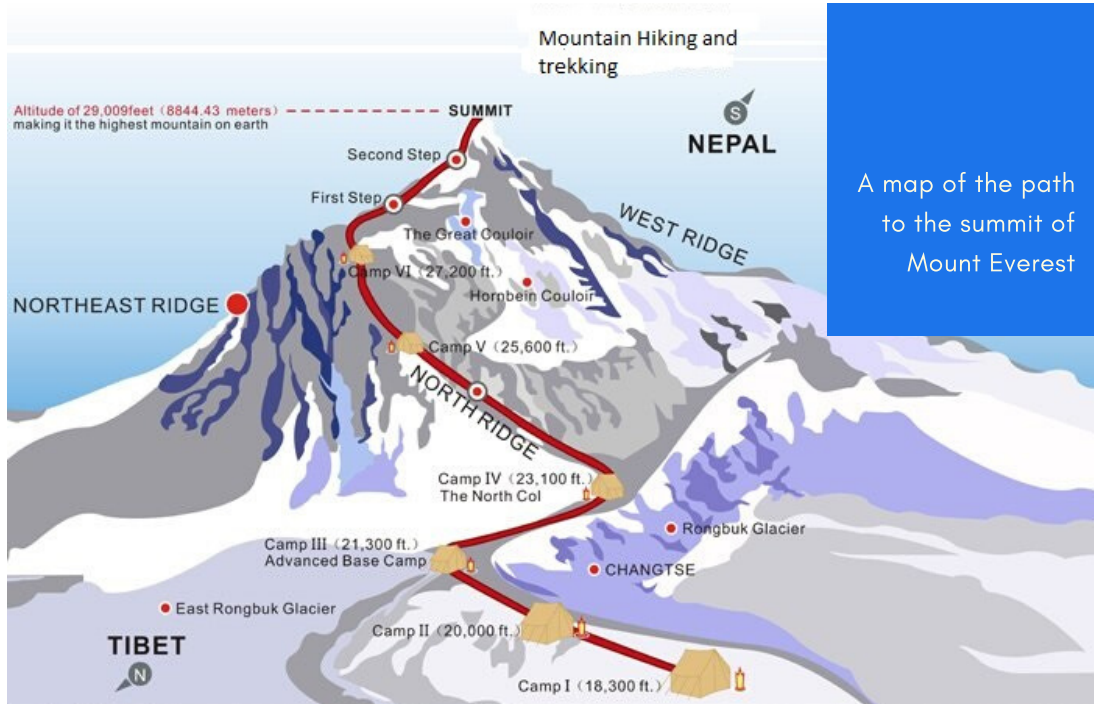 Mountain Hiking and
trekking
Altitude of 29,009feet（8844.43 meters）
making it the highest mountain on earth
SUMMIT
S
NEPAL
A map of the path
to the summit of
Mount Everest
Second Step
First Step
The Great Couloir
WEST RIDGE
Camp VI（27,200 ft.）
Hornbein Couloir
NORTHEAST RIDGE
Camp V（25,600 ft.）
NORTH RIDGE
Camp IV（23,100 ft.）
The North Col
Rongbuk Glacier
Camp III（21,300 ft.）
Advanced Base Camp
CHANGTSE
East Rongbuk Glacier
Camp II（20,000 ft.）
TIBET
N
Camp I（18,300 ft.）